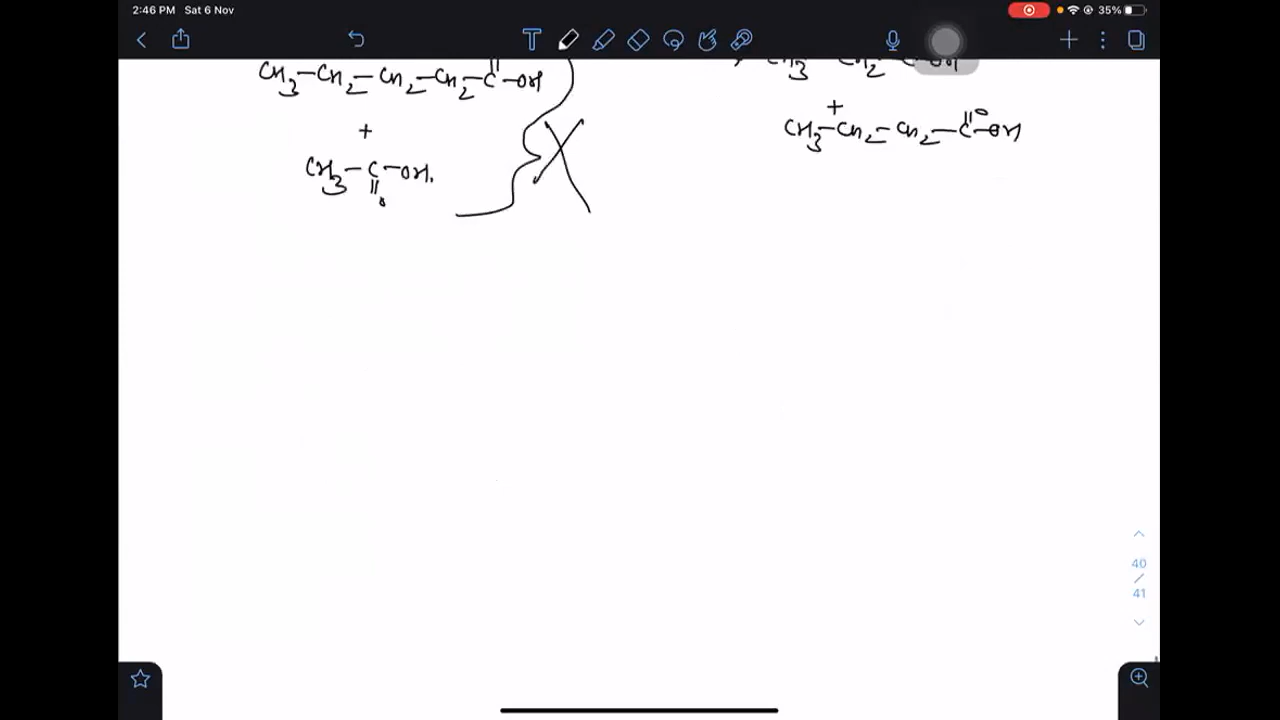 2:46 PM Sat 6 Nov
35%
T
CH3-CH2-CH2-CH2-C-OH
+
CH3-C-OH.
||
O
+
CH3-CH2-CH2-C-OH
|| O
40
/
41